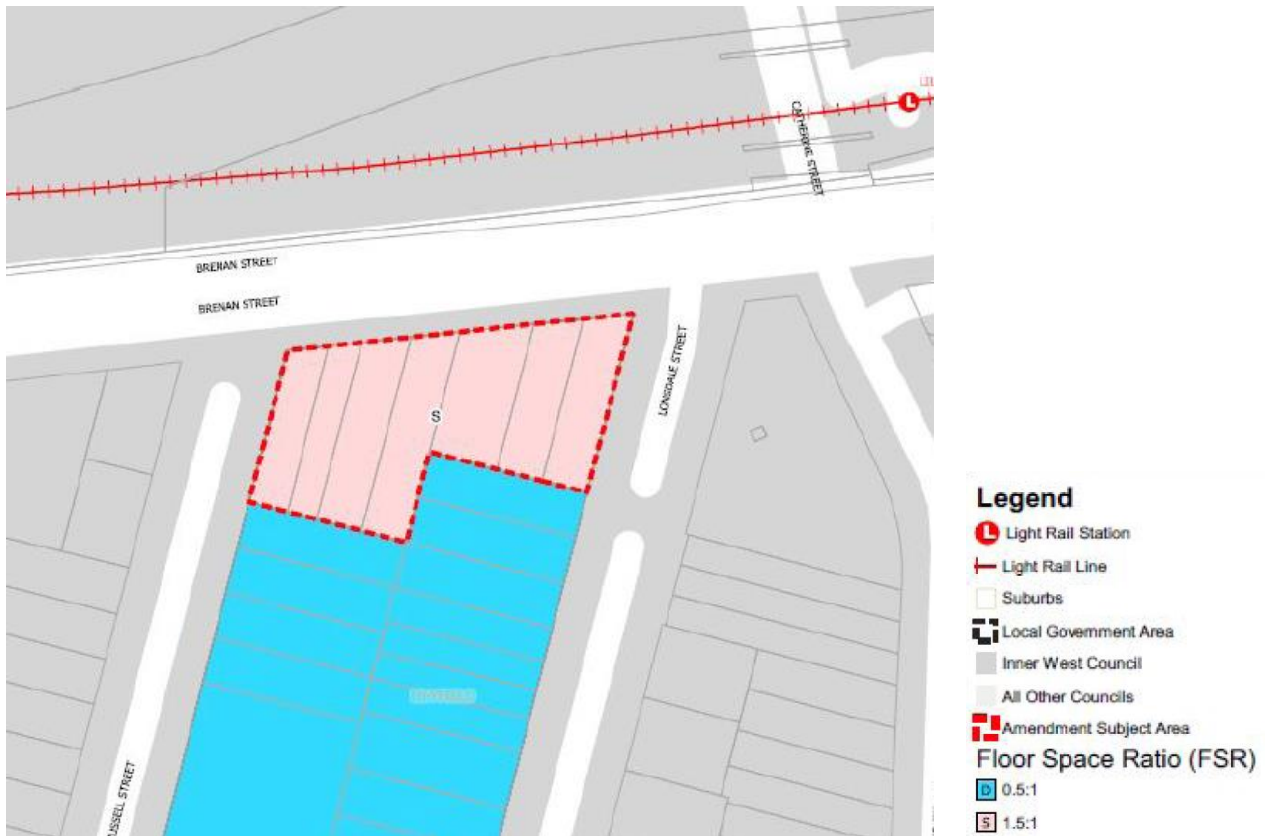 CATHERINE STREET
BRENAN STREET
BRENAN STREET
LONSDALE STREET
S
USSELL STREET
Legend
L Light Rail Station
Light Rail Line
Suburbs
Local Government Area
Inner West Council
All Other Councils
Amendment Subject Area
Floor Space Ratio (FSR)
D 0.5:1
S 1.5:1